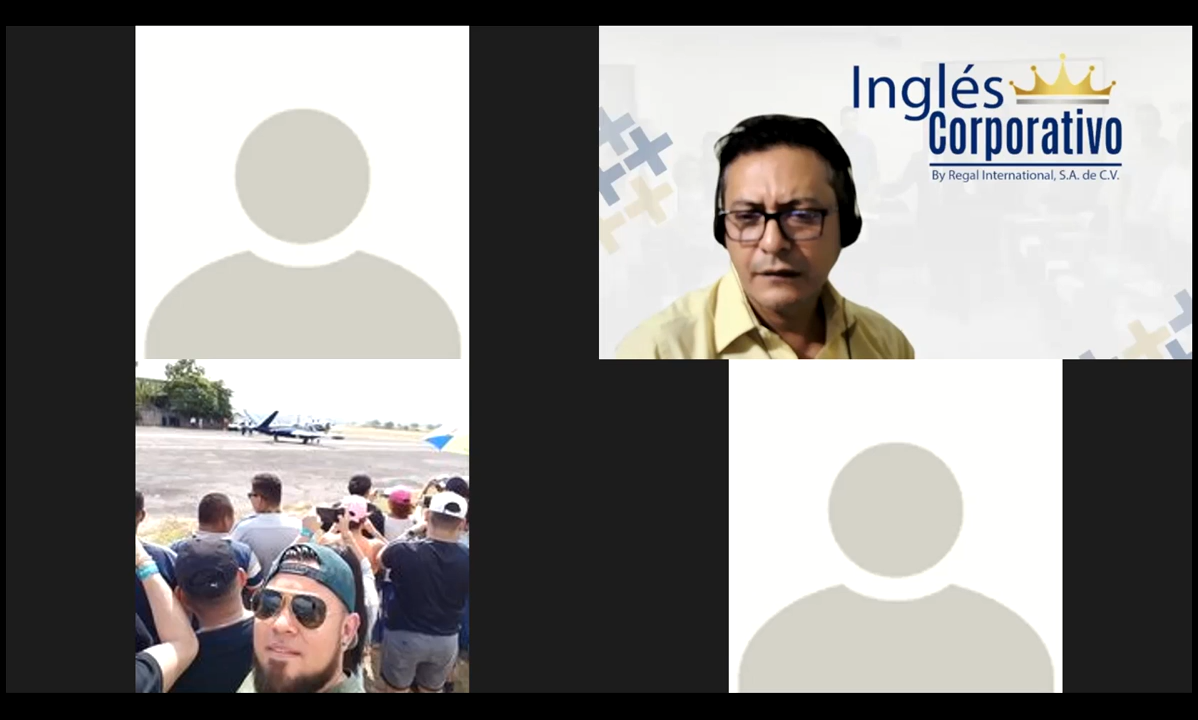 Inglés
Corporativo
By Regal International, S.A. de C.V.